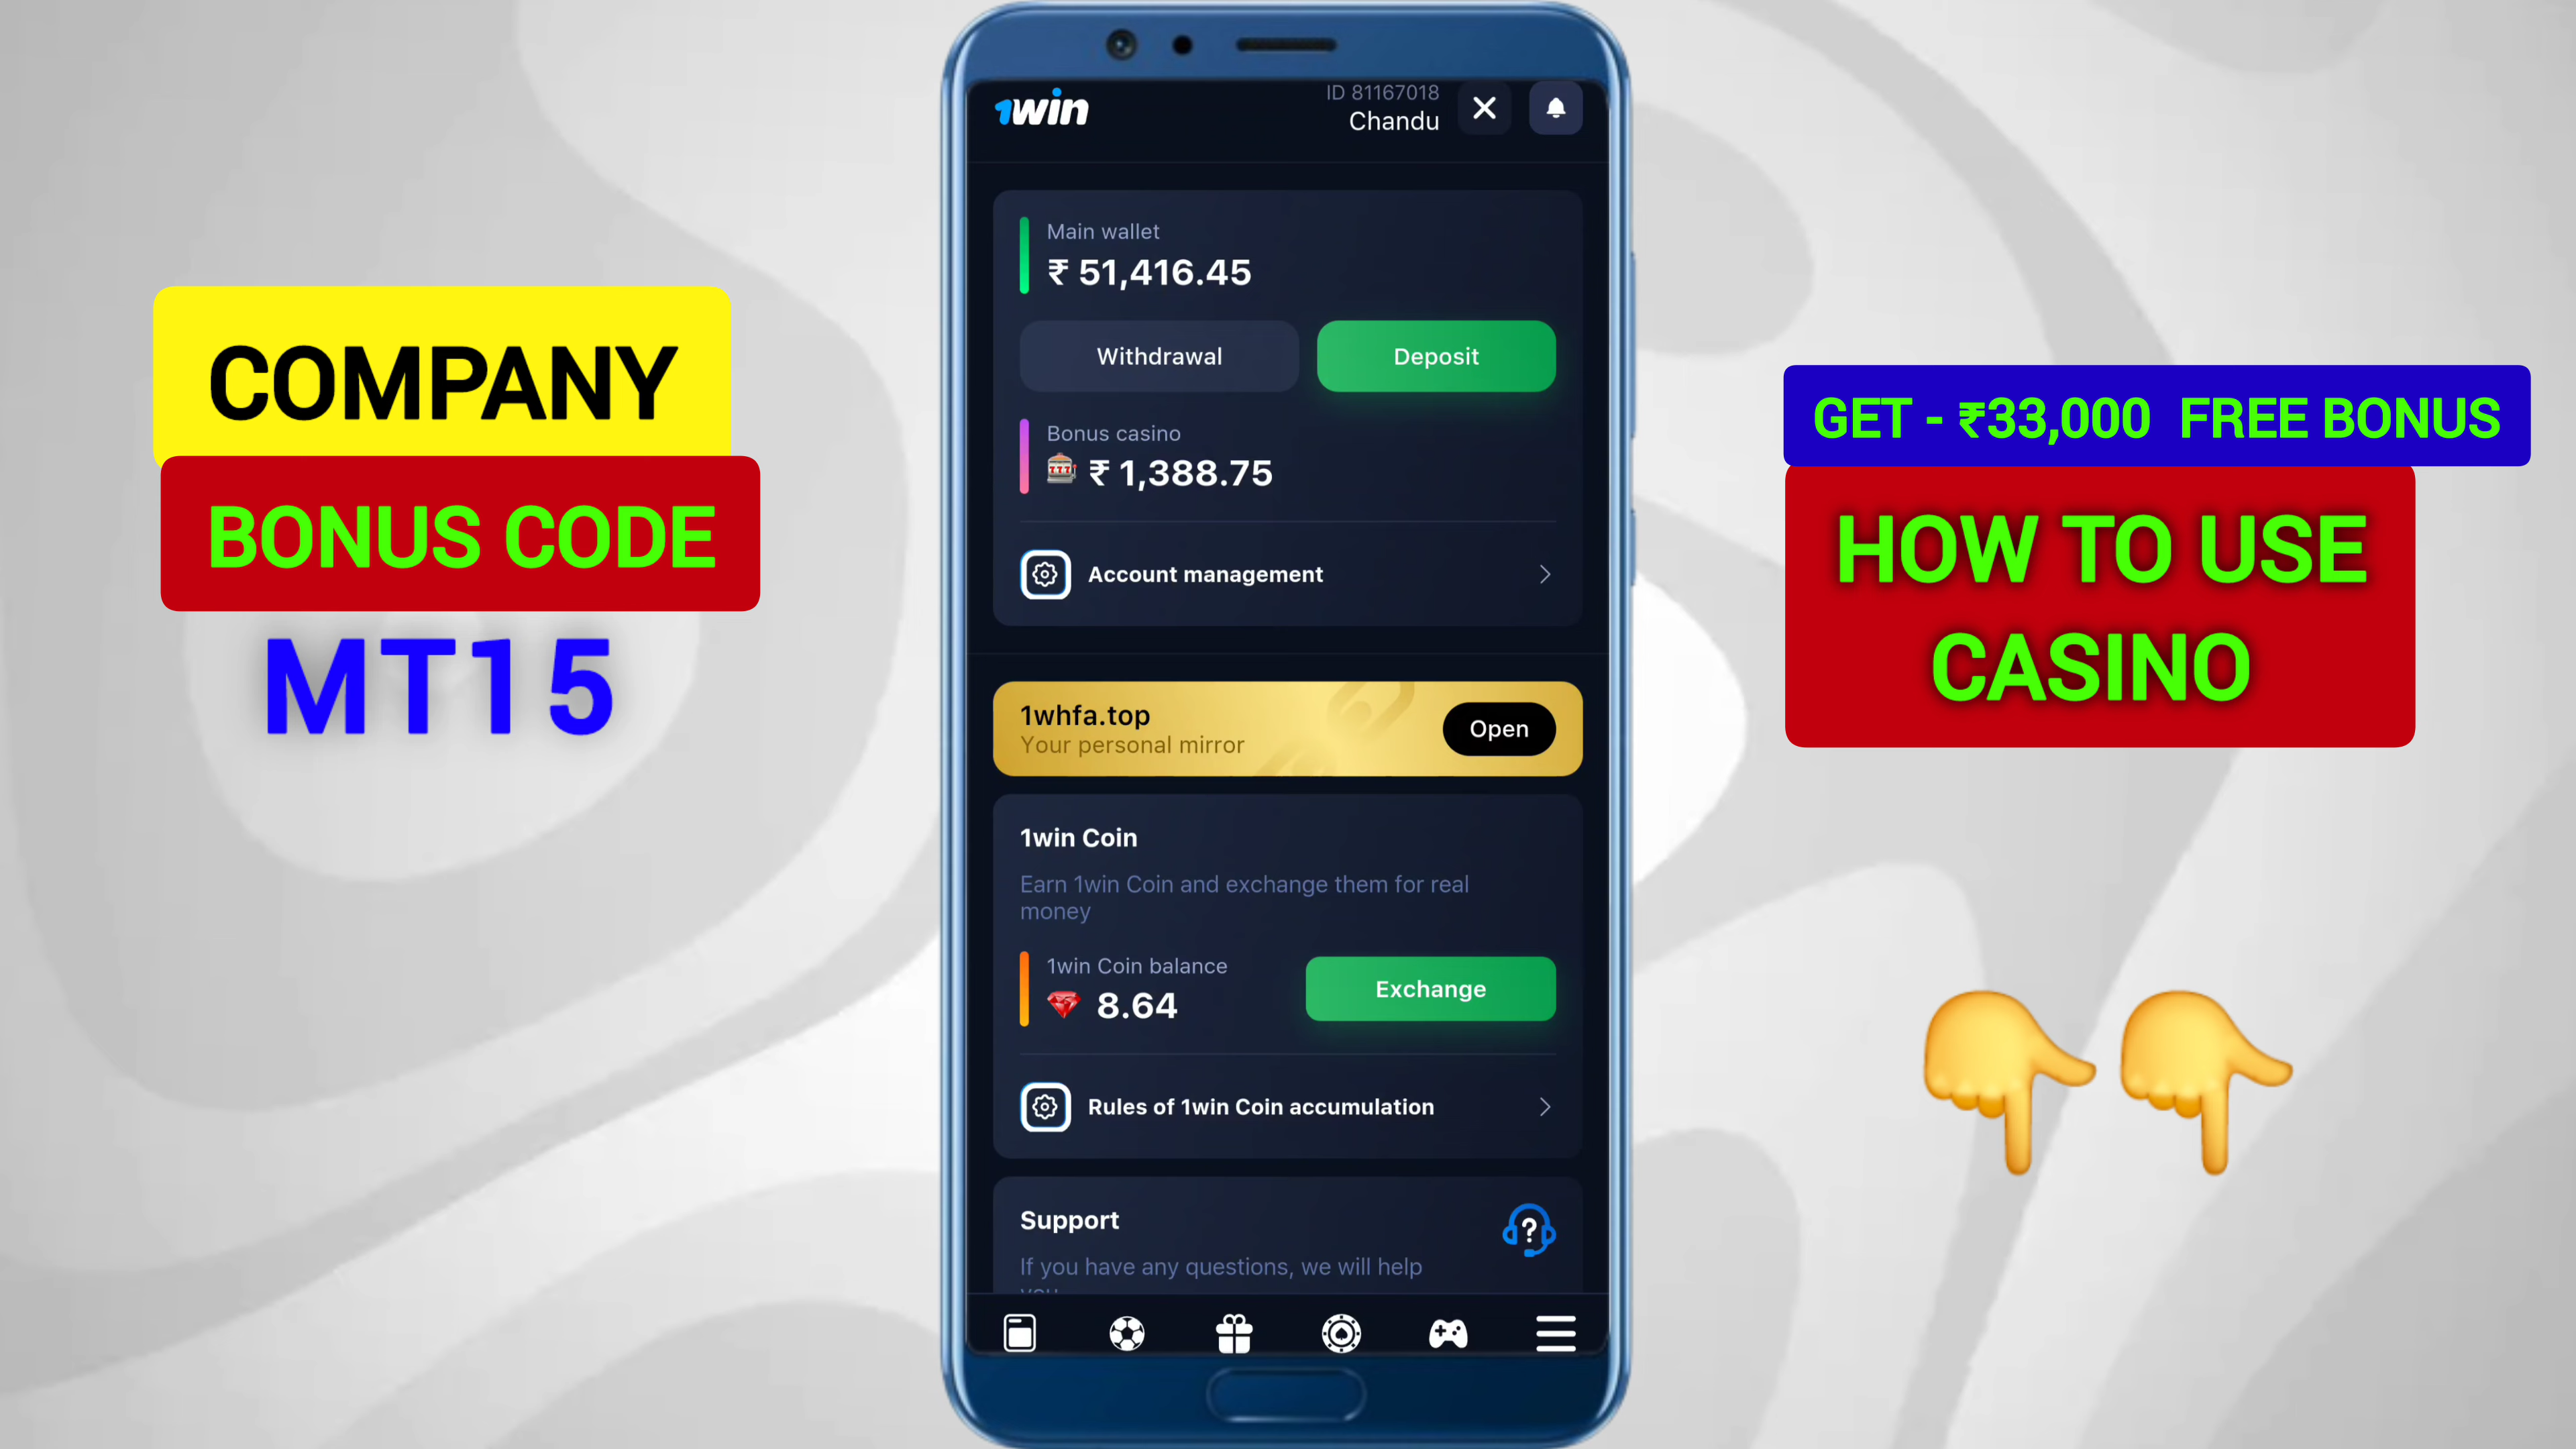 COMPANY
BONUS CODE
MT15
1win
ID 81167018
Chandu
Main wallet
₹ 51,416.45
Withdrawal
Deposit
Bonus casino
₹ 1,388.75
Account management
1whfa.top
Your personal mirror
Open
1win Coin
Earn 1win Coin and exchange them for real
money
1win Coin balance
8.64
Exchange
Rules of 1win Coin accumulation
Support
If you have any questions, we will help
GET - ₹33,000 FREE BONUS
HOW TO USE
CASINO